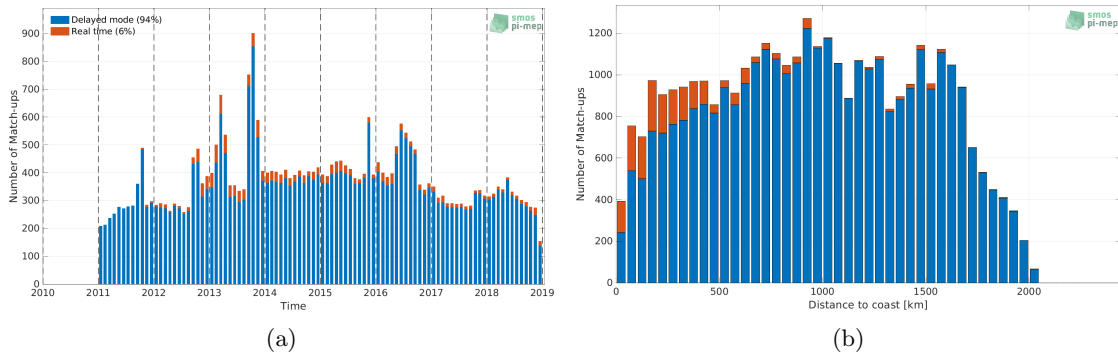 Delayed mode (94%)
Real time (6%)
smos
pi-mep
900
800
700
600
500
400
300
200
100
0
Number of Match-ups
2010 2011 2012 2013 2014 2015 2016 2017 2018 2019
Time
(a)
smos
pi-mep
1200
1000
800
600
400
200
0
Number of Match-ups
0 500 1000 1500 2000
Distance to coast [km]
(b)